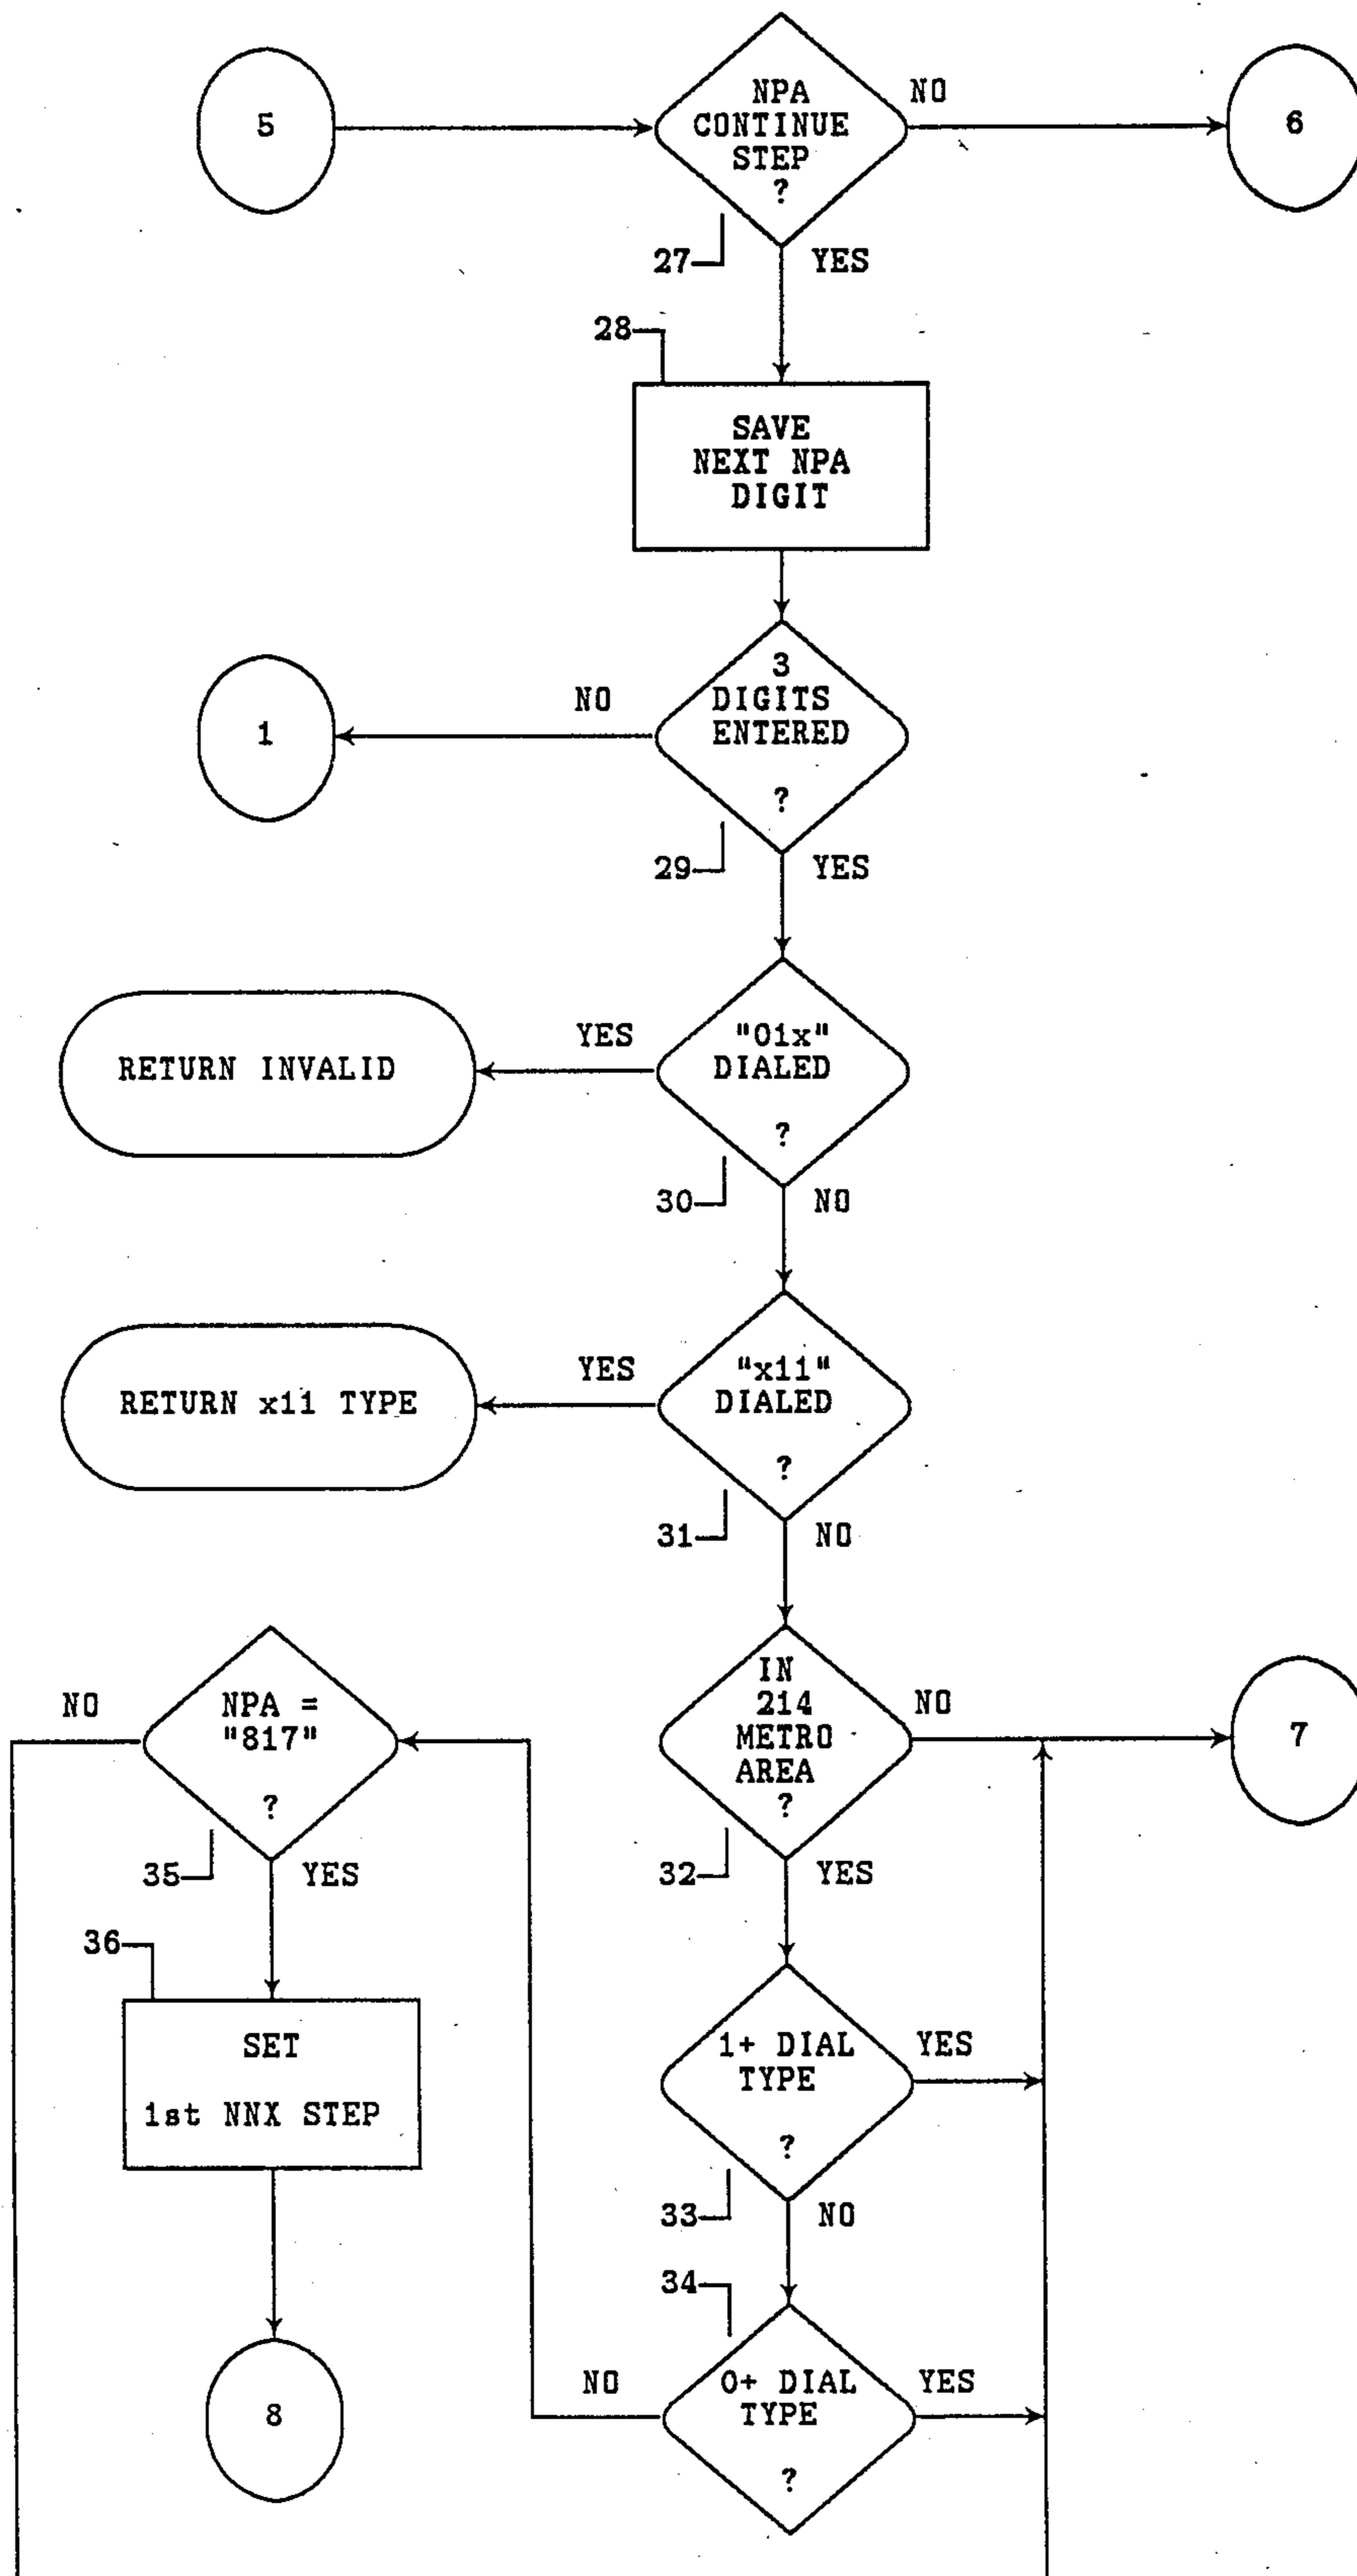 5
NPA
CONTINUE
STEP
?
NO
6
27
YES
28
SAVE
NEXT NPA
DIGIT
1
NO
3
DIGITS
ENTERED
?
29
YES
RETURN INVALID
YES
"01x"
DIALED
?
30
NO
RETURN x11 TYPE
YES
"x11"
DIALED
?
31
NO
NO
NPA =
"817"
?
35
YES
IN
214
METRO
AREA
?
NO
7
32
YES
36
SET
1st NNX STEP
1+ DIAL
TYPE
?
YES
33
NO
34
8
NO
0+ DIAL
TYPE
?
YES